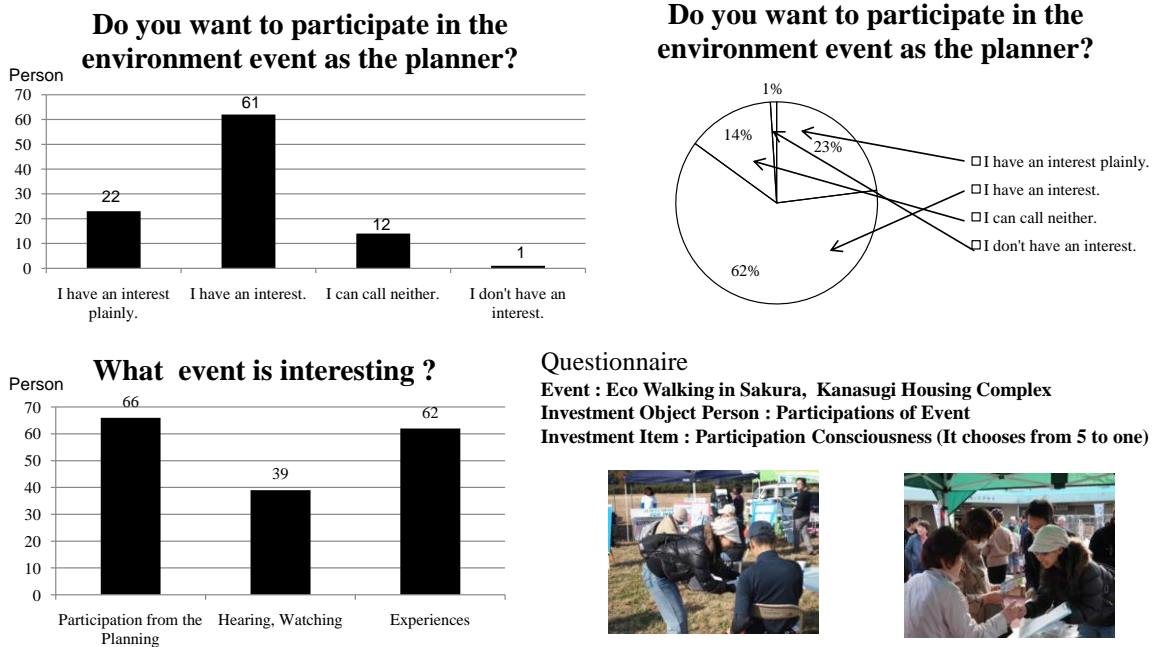 Do you want to participate in the
environment event as the planner?
Person
70
60
50
40
30
20
10
0
22
61
12
1
I have an interest
plainly.
I have an interest.
I can call neither.
I don't have an
interest.
Do you want to participate in the
environment event as the planner?
1%
14%
23%
62%
I have an interest plainly.
I have an interest.
I can call neither.
I don't have an interest.
What event is interesting ?
Person
70
60
50
40
30
20
10
0
66
39
62
Participation from the
Planning
Hearing, Watching
Experiences
Questionnaire
Event : Eco Walking in Sakura, Kanasugi Housing Complex
Investment Object Person : Participations of Event
Investment Item : Participation Consciousness (It chooses from 5 to one)